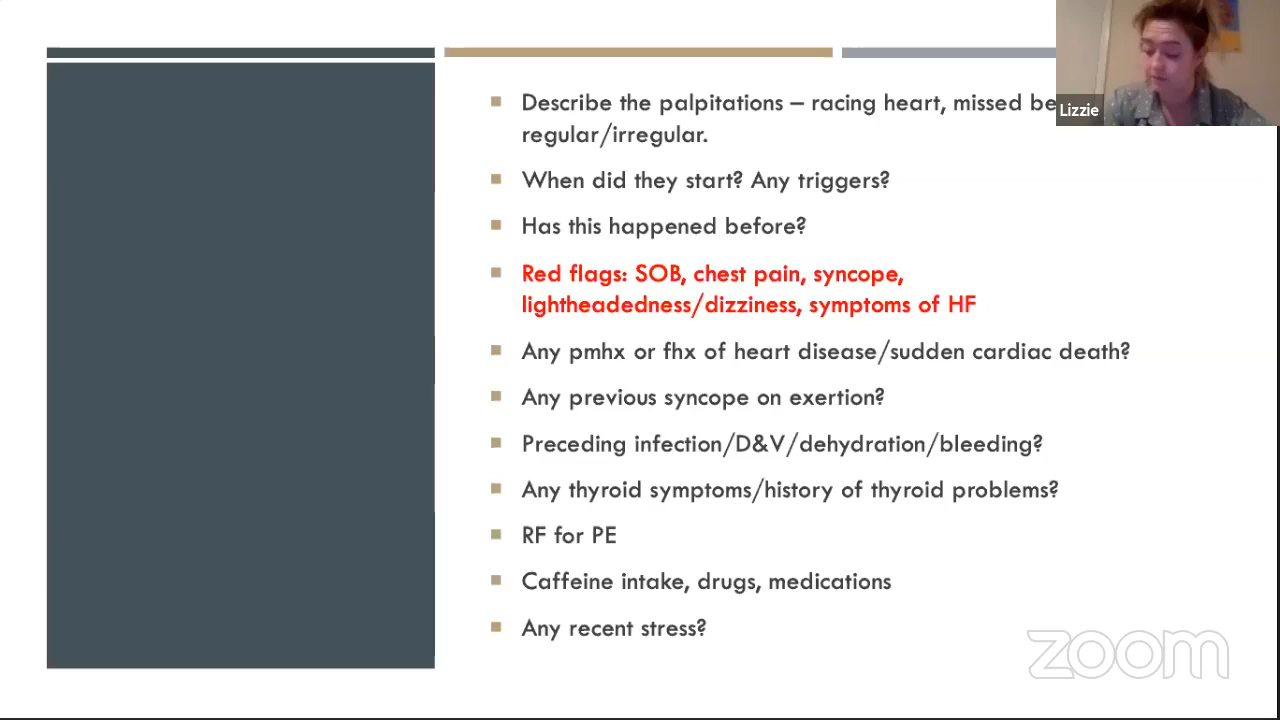 Describe the palpitations – racing heart, missed
regular/irregular.
When did they start? Any triggers?
Has this happened before?
Red flags: SOB, chest pain, syncope,
lightheadedness/dizziness, symptoms of HF
Any pmhx or fhx of heart disease/sudden cardiac death?
Any previous syncope on exertion?
Preceding infection/D&V/dehydration/bleeding?
Any thyroid symptoms/history of thyroid problems?
RF for PE
Caffeine intake, drugs, medications
Any recent stress?
Lizzie
zoom